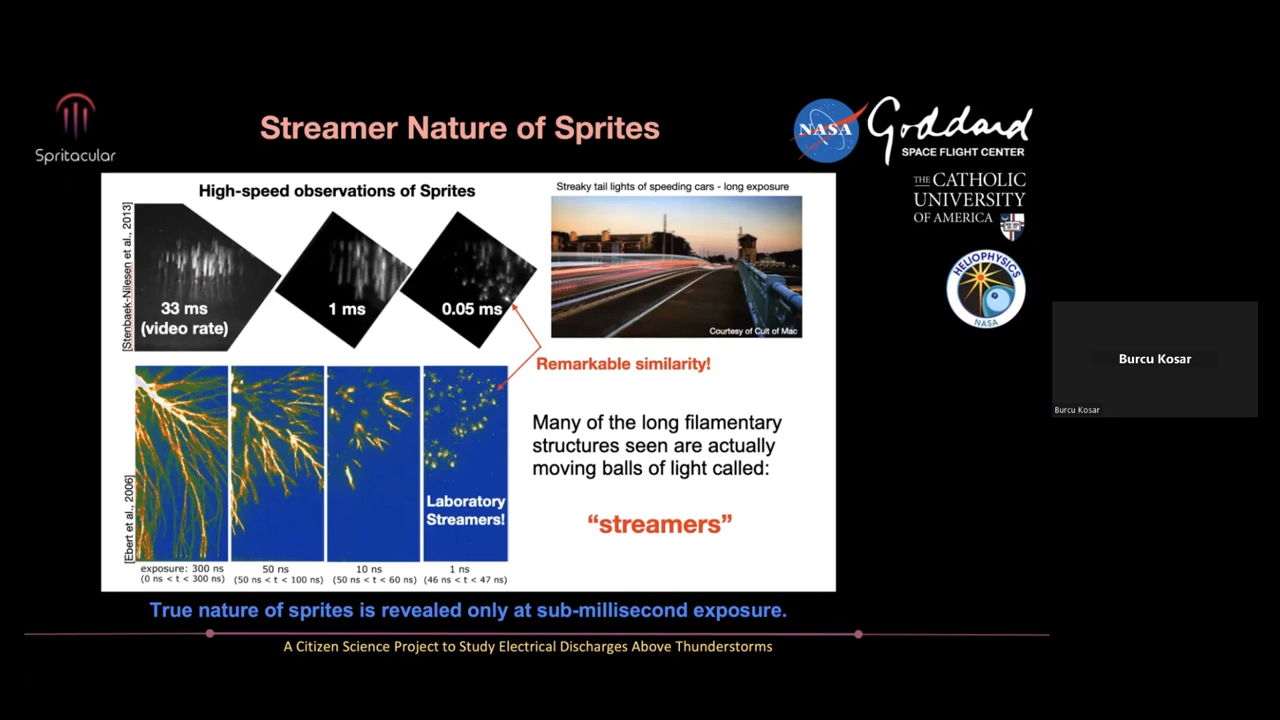 Spritacular
Streamer Nature of Sprites
NASA
Goddard
SPACE FLIGHT CENTER
THE CATHOLIC
UNIVERSITY
OF AMERICA
HELIOPHYSICS
NASA
High-speed observations of Sprites
[Stenbaek-Nilesen et al., 2013]
33 ms
(video rate)
1 ms
0.05 ms
Streaky tail lights of speeding cars - long exposure
Courtesy of Cult of Mac
Remarkable similarity!
[Ebert et al., 2006]
Laboratory
Streamers!
exposure: 300 ns
(0 ns < t < 300 ns)
50 ns
(50 ns < t < 100 ns)
10 ns
(50 ns < t < 60 ns)
1 ns
(46 ns < t < 47 ns)
Many of the long filamentary
structures seen are actually
moving balls of light called:
“streamers”
True nature of sprites is revealed only at sub-millisecond exposure.
A Citizen Science Project to Study Electrical Discharges Above Thunderstorms
Burcu Kosar
Burcu Kosar